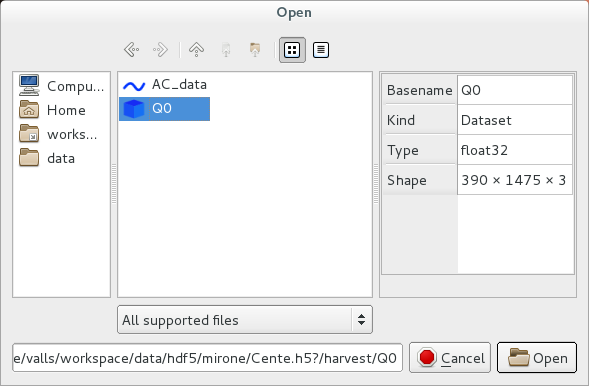 Open
Compu...
Home
works...
data
AC_data
Q0
Basename Q0
Kind Dataset
Type float32
Shape 390 × 1475 × 3
All supported files
e/valls/workspace/data/hdf5/mirone/Cente.h5?/harvest/Q0
Cancel
Open